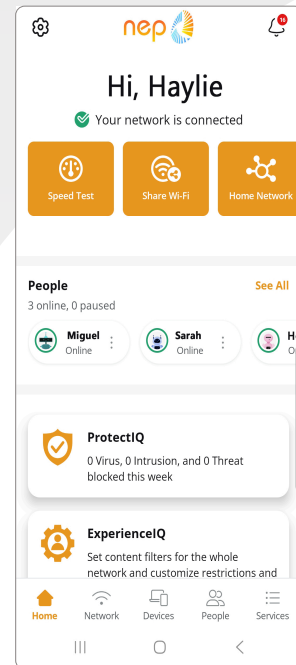 nep
16
Hi, Haylie
Your network is connected
Speed Test
Share Wi-Fi
Home Network
People
See All
3 online, 0 paused
Miguel
Online
Sarah
Online
ProtectIQ
0 Virus, 0 Intrusion, and 0 Threat
blocked this week
ExperienceIQ
Set content filters for the whole
network and customize restrictions and
Home
Network
Devices
People
Services